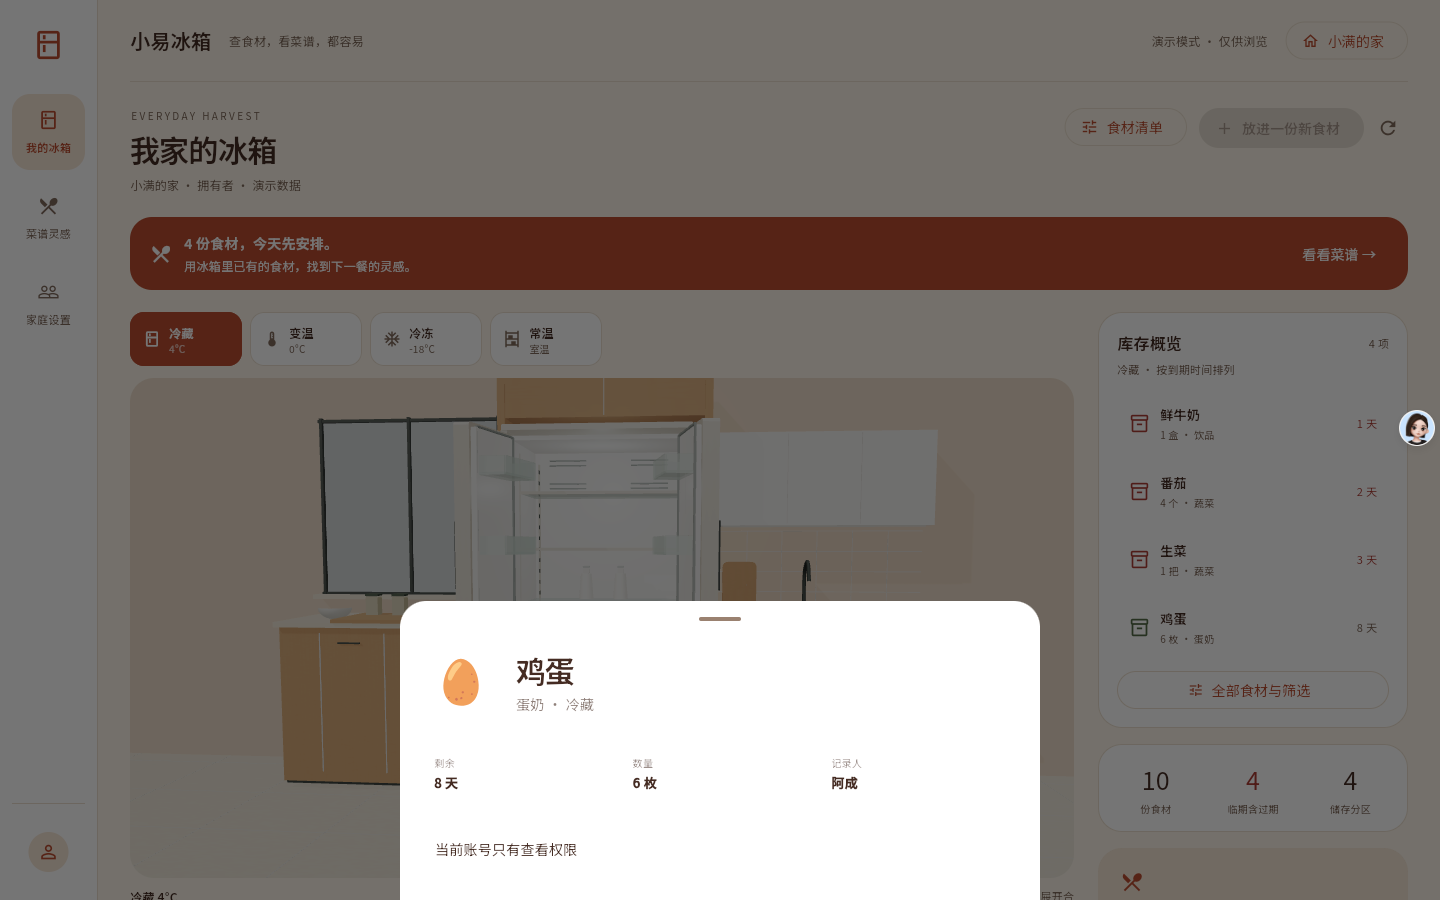 小易冰箱
查食材，看菜谱，都容易
演示模式 · 仅供浏览
小满的家
我的冰箱
菜谱灵感
家庭设置
EVERYDAY HARVEST
我家的冰箱
小满的家 · 拥有者 · 演示数据
食材清单
放进一份新食材
4 份食材，今天先安排。
用冰箱里已有的食材，找到下一餐的灵感。
看看菜谱 →
冷藏
4°C
变温
0°C
冷冻
-18°C
常温
室温
库存概览
4 项
冷藏 · 按到期时间排列
鲜牛奶
1 盒 · 饮品
1 天
番茄
4 个 · 蔬菜
2 天
生菜
1 把 · 蔬菜
3 天
鸡蛋
6 枚 · 蛋奶
8 天
全部食材与筛选
10
份食材
4
临期含过期
4
储存分区
鸡蛋
蛋奶 · 冷藏
剩余
8 天
数量
6 枚
记录人
阿成
当前账号只有查看权限
冷藏 4°C
展开合